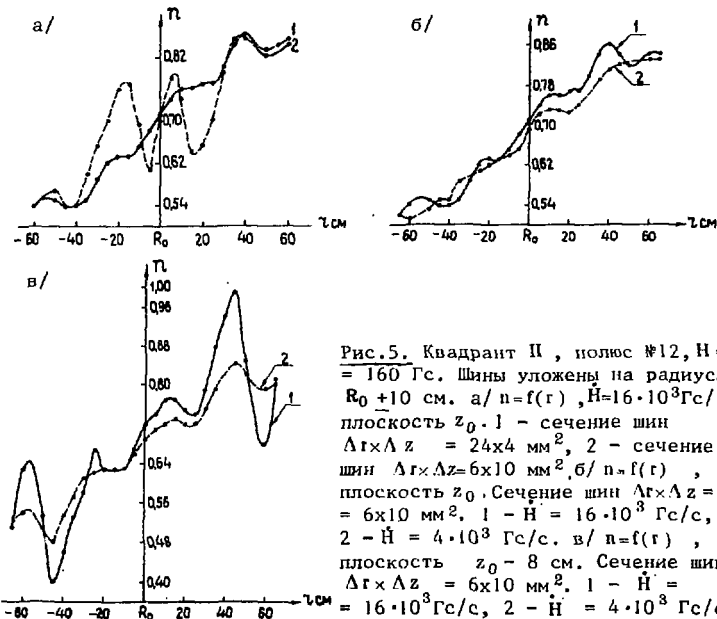 а/
n
1
2
0,82
0,70
0,62
0,54
-60 -40 -20 R₀ 20 40 60 τ см
б/
n
0,86
1
0,78
2
0,70
0,62
0,54
-60 -40 -20 R₀ 20 40 60 τ см
в/
n
1,00
0,96
0,88
0,80
2
1
0,64
0,56
0,48
0,40
-60 -40 -20 R₀ 20 40 60 τ см
Рис.5. Квадрант II , полюс №12, H =
= 160 Гс. Шины уложены на радиус
R₀ ±10 см. а/ n=f(r) , Ḣ=16·10³Гс/
плоскость z₀. 1 - сечение шин
Δr×Δ z = 24x4 мм², 2 - сечение
шин Δr×Δz=6x10 мм².б/ n=f(r) ,
плоскость z₀.Сечение шин Δr×Δz =
= 6x10 мм². 1 - Ḣ = 16·10³ Гс/с,
2 - Ḣ = 4·10³ Гс/с. в/ n=f(r) ,
плоскость z₀- 8 см. Сечение шин
Δr×Δz = 6x10 мм². 1 - Ḣ =
= 16·10³Гс/с, 2 - Ḣ = 4·10³ Гс/с